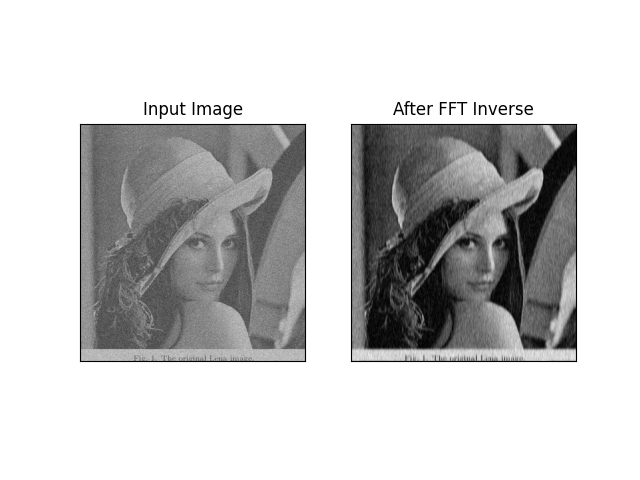 Input Image
After FFT Inverse
Fig. 1. The original Lena image.
Fig. 1. The original Lena image.